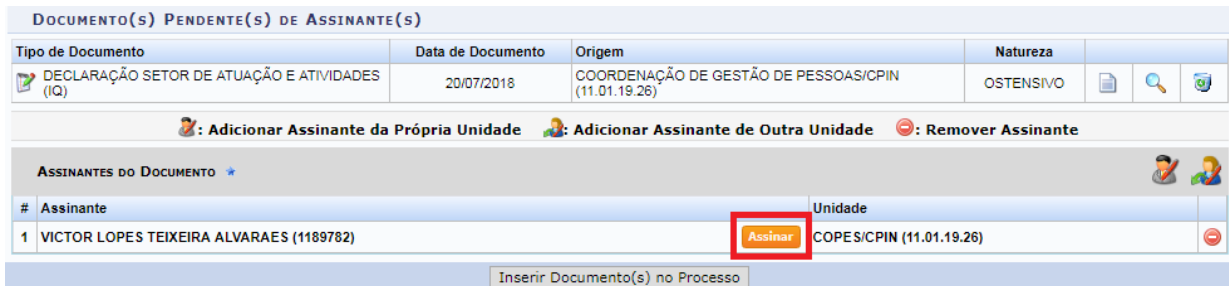 DOCUMENTO(S) PENDENTE(S) DE ASSINANTE(S)
Tipo de Documento Data de Documento Origem Natureza
DECLARAÇÃO SETOR DE ATUAÇÃO E ATIVIDADES
(IQ)
20/07/2018
COORDENAÇÃO DE GESTÃO DE PESSOAS/CPIN
(11.01.19.26)
OSTENSIVO
: Adicionar Assinante da Própria Unidade : Adicionar Assinante de Outra Unidade : Remover Assinante
ASSINANTES DO DOCUMENTO
# Assinante Unidade
1 VICTOR LOPES TEIXEIRA ALVARAES (1189782) Assinar COPES/CPIN (11.01.19.26)
Inserir Documento(s) no Processo